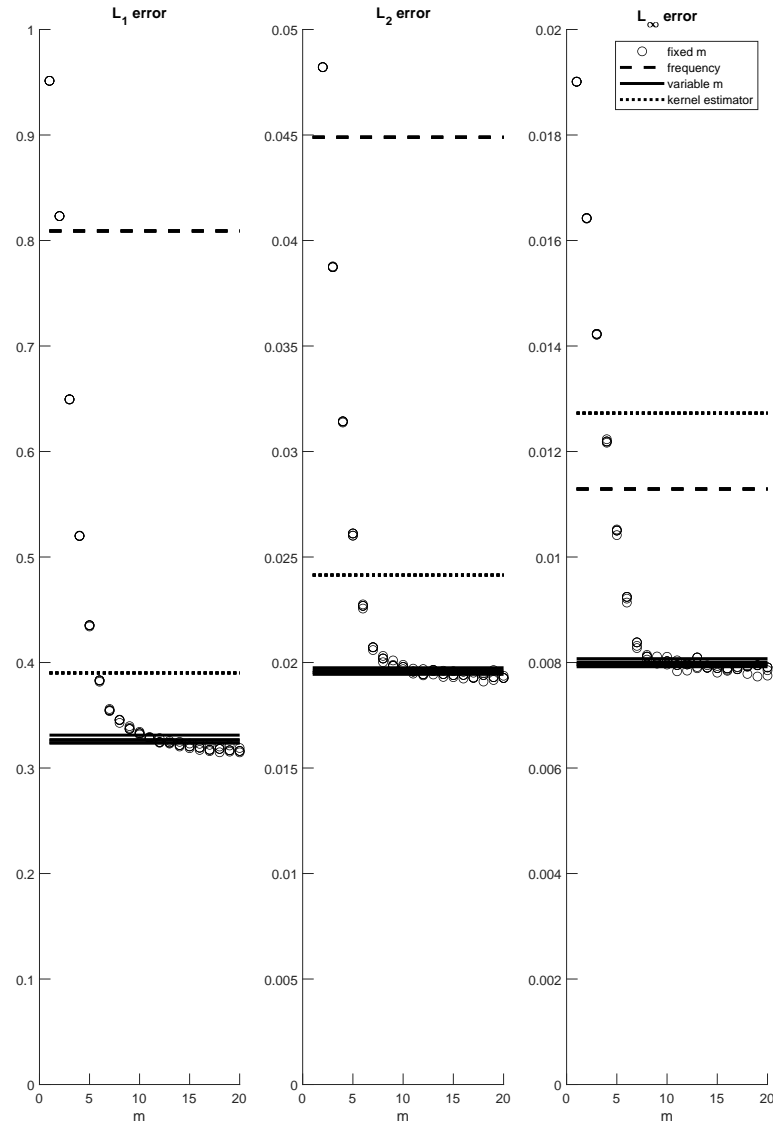 L₁ error
1
0.9
0.8
0.7
0.6
0.5
0.4
0.3
0.2
0.1
0
0 5 10 15 20
m
L₂ error
0.05
0.045
0.04
0.035
0.03
0.025
0.02
0.015
0.01
0.005
0
0 5 10 15 20
m
L∞ error
0.02
0.018
0.016
0.014
0.012
0.01
0.008
0.006
0.004
0.002
0
0 5 10 15 20
m
fixed m
frequency
variable m
kernel estimator